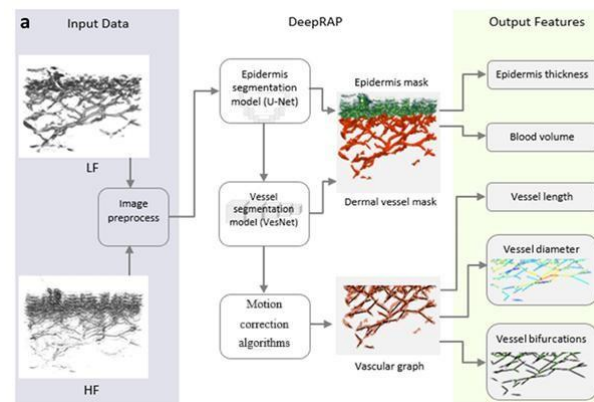 a
Input Data
DeepRAP
Output Features
LF
Image
preprocess
HF
Epidermis
segmentation
model (U-Net)
Vessel
segmentation
model (VesNet)
Motion
correction
algorithms
Epidermis mask
Dermal vessel mask
Vascular graph
Epidermis thickness
Blood volume
Vessel length
Vessel diameter
Vessel bifurcations